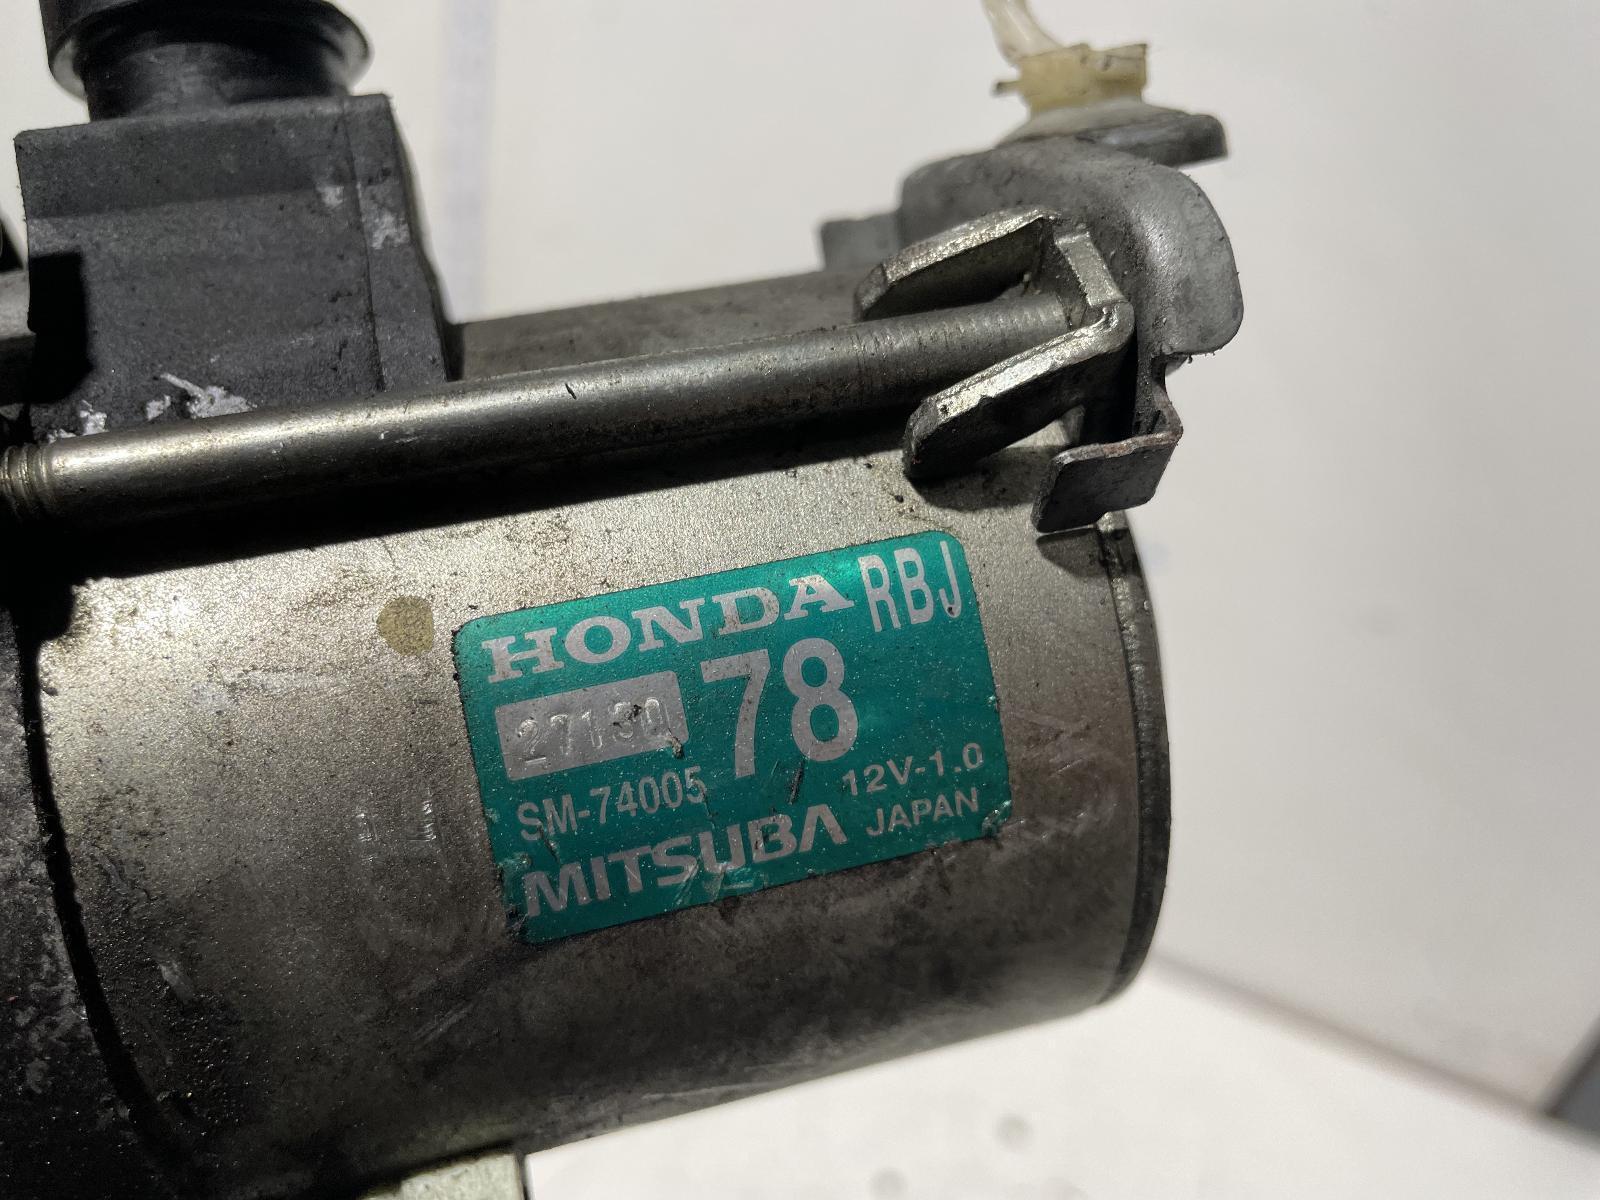 HONDA RBJ
27130 78
SM-74005 12V-1.0
MITSUBA JAPAN